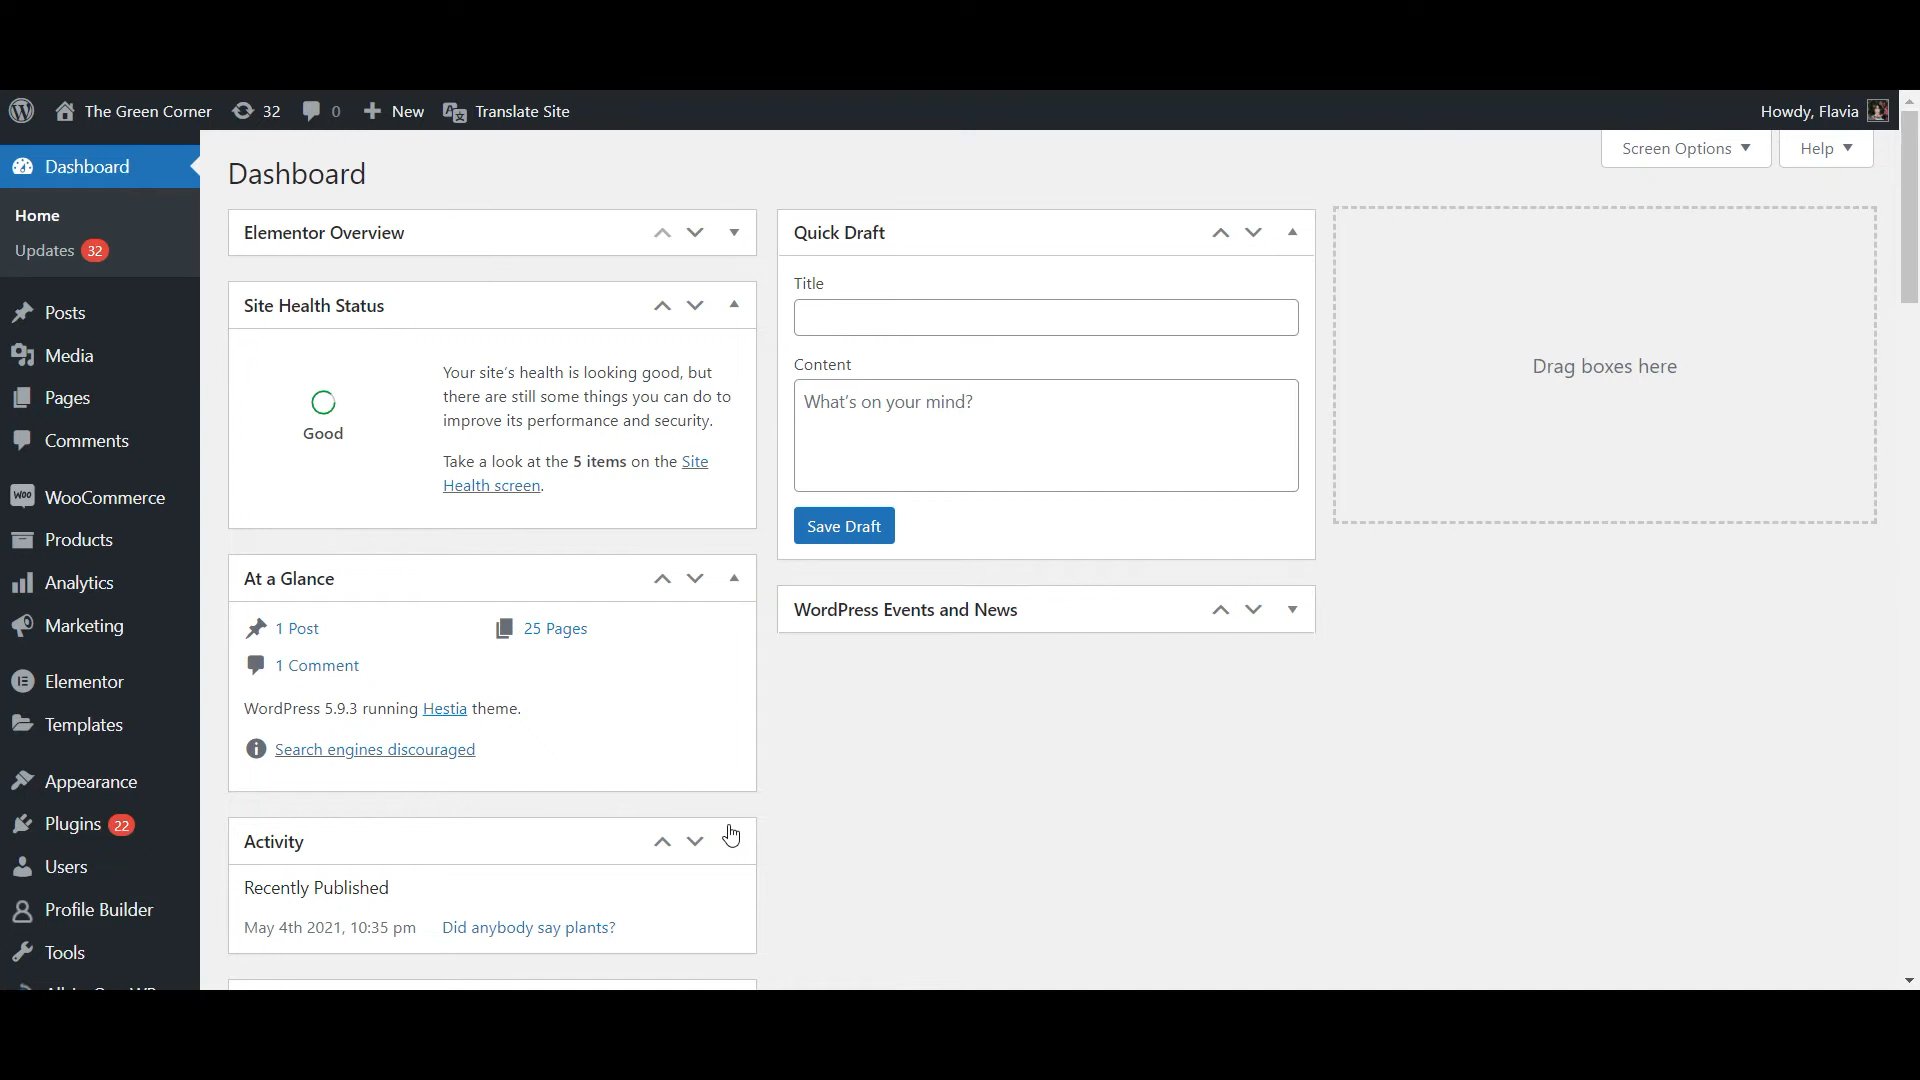 The Green Corner 32 0 New Translate Site Howdy, Flavia
Screen Options Help
Dashboard
Home
Updates 32
Posts
Media
Pages
Comments
WooCommerce
Products
Analytics
Marketing
Elementor
Templates
Appearance
Plugins 22
Users
Profile Builder
Tools
Dashboard
Elementor Overview
Site Health Status
Good
Your site's health is looking good, but
there are still some things you can do to
improve its performance and security.
Take a look at the 5 items on the Site
Health screen.
At a Glance
1 Post 25 Pages
1 Comment
WordPress 5.9.3 running Hestia theme.
Search engines discouraged
Activity
Recently Published
May 4th 2021, 10:35 pm Did anybody say plants?
Quick Draft
Title
Content
What's on your mind?
Save Draft
WordPress Events and News
Drag boxes here